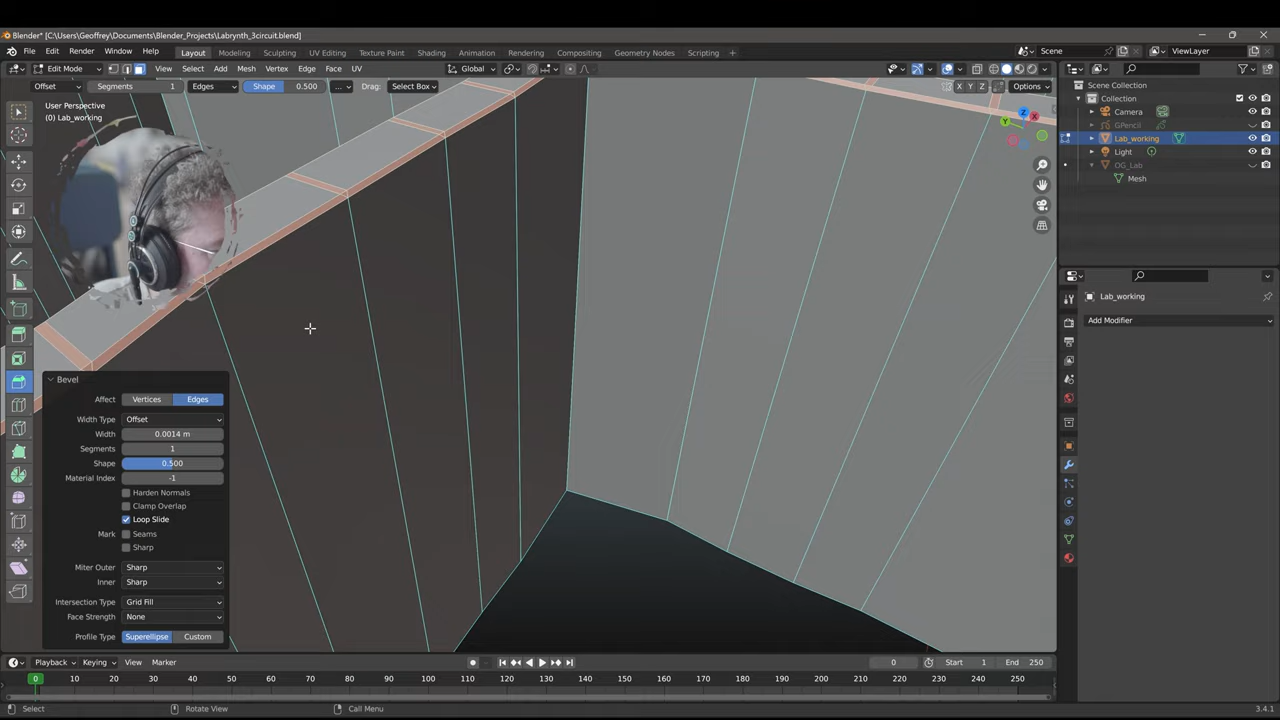 Blender* [C:\Users\Geoffrey\Documents\Blender_Projects\Labrynth_3circuit.blend]
File Edit Render Window Help Layout Modeling Sculpting UV Editing Texture Paint Shading Animation Rendering Compositing Geometry Nodes Scripting + Scene ViewLayer
Edit Mode View Select Add Mesh Vertex Edge Face UV Global
Offset Segments 1 Edges Shape 0.500 ... Drag: Select Box X Y Z Options
User Perspective
(0) Lab_working
Z
X
Y
Scene Collection
Collection
Camera
GPencil
Lab_working
Light
OG_Lab
Mesh
Lab_working
Add Modifier
Bevel
Affect Vertices Edges
Width Type Offset
Width 0.0014 m
Segments 1
Shape 0.500
Material Index -1
Harden Normals
Clamp Overlap
Loop Slide
Mark Seams
Sharp
Miter Outer Sharp
Inner Sharp
Intersection Type Grid Fill
Face Strength None
Profile Type Superellipse Custom
Playback Keying View Marker 0 Start 1 End 250
0 10 20 30 40 50 60 70 80 90 100 110 120 130 140 150 160 170 180 190 200 210 220 230 240 250
Select Rotate View Call Menu 3.4.1